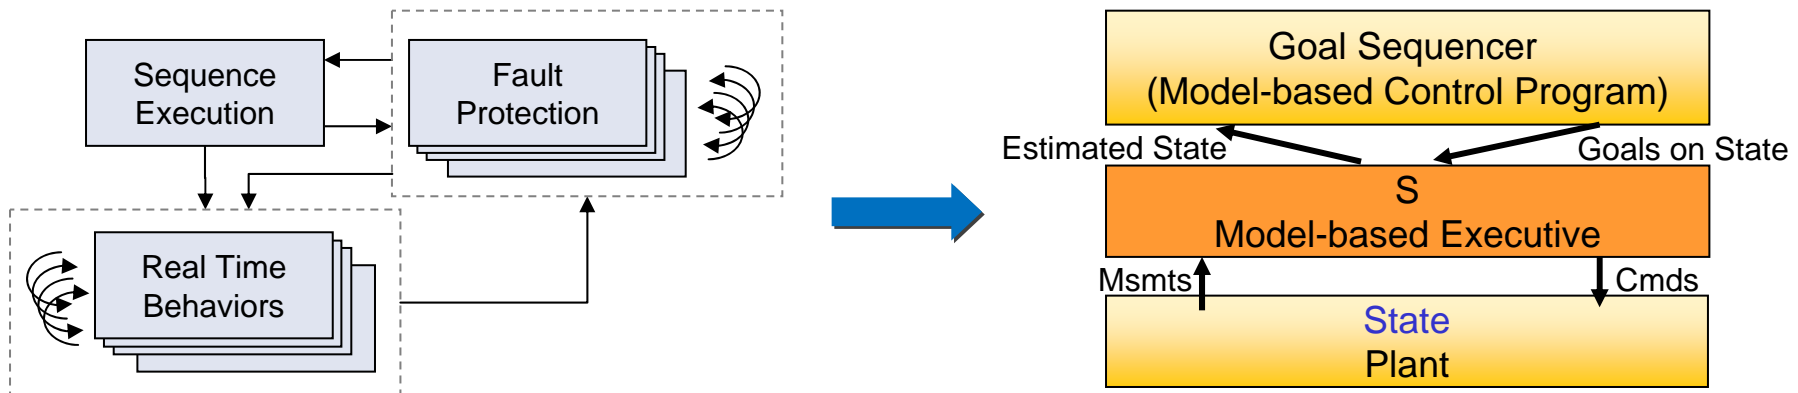 Sequence
Execution
Fault
Protection
Real Time
Behaviors
Goal Sequencer
(Model-based Control Program)
Estimated State
Goals on State
S
Model-based Executive
Msmts
Cmds
State
Plant